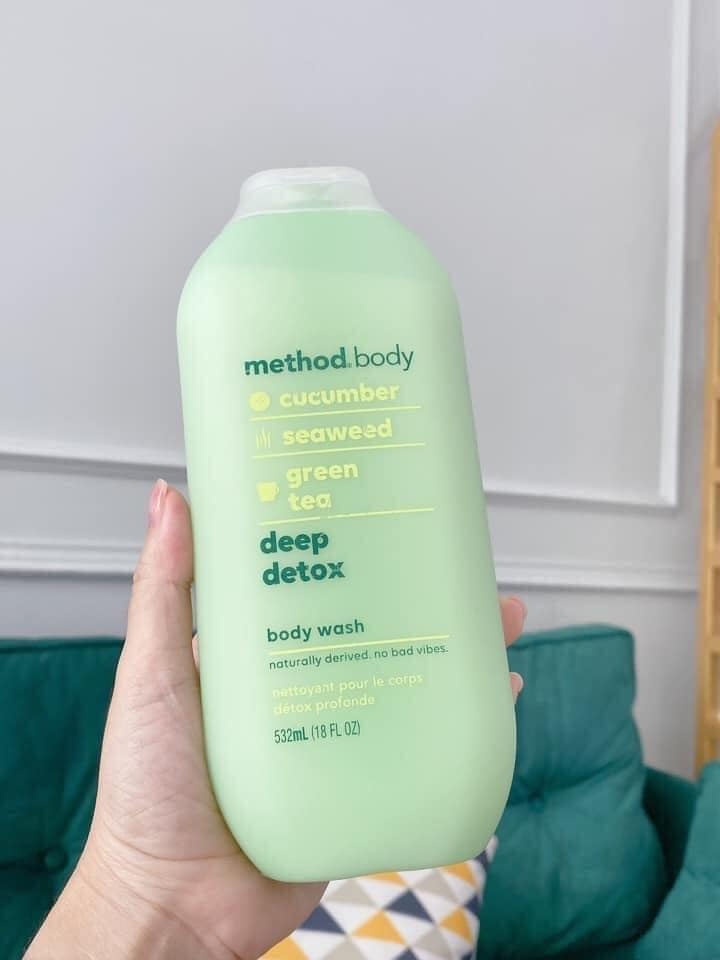 method. body
cucumber
seaweed
green
tea
deep
detox
body wash
naturally derived. no bad vibes.
nettoyant pour le corps
détox profonde
532mL (18 FL OZ)